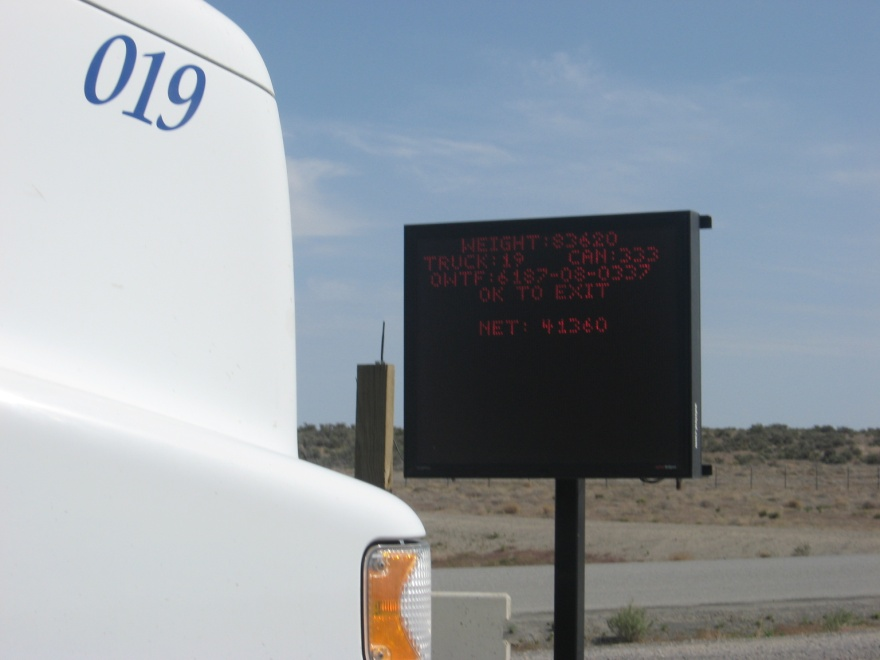 019
WEIGHT:83620
TRUCK:19 CAN:333
OWTF:6187-08-0337
OK TO EXIT
NET: 41360